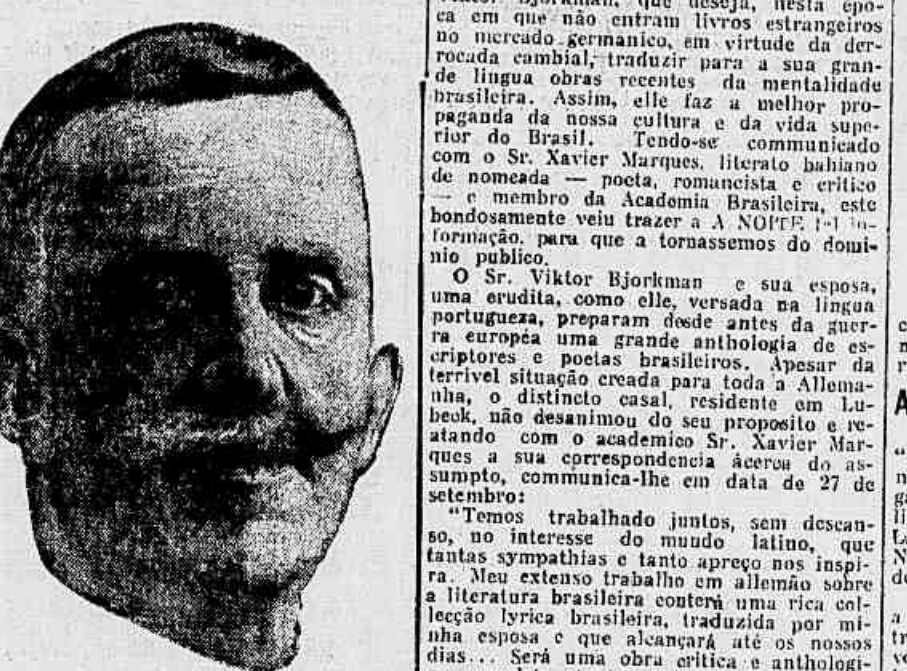 Bjorkman, que deseja, nesta épo-
ca em que não entram livros estrangeiros
no mercado germanico, em virtude da der-
rocada cambial, traduzir para a sua gran-
de lingua obras recentes da mentalidade
brasileira. Assim, elle faz a melhor pro-
paganda da nossa cultura e da vida supe-
rior do Brasil. Tendo-se communicado
com o Sr. Xavier Marques, literato bahiano
de nomeada — poeta, romancista e critico
— e membro da Academia Brasileira, este
bondosamente veiu trazer a A NOITE in-
formação, para que a tornassemos do domi-
nio publico.
O Sr. Viktor Bjorkman e sua esposa,
uma erudita, como elle, versada na lingua
portugueza, preparam desde antes da guer-
ra européa uma grande anthologia de es-
criptores e poetas brasileiros. Apesar da
terrivel situação creada para toda a Allema-
nha, o distincto casal, residente em Lu-
beck, não desanimou do seu proposito e re-
atando com o academico Sr. Xavier Mar-
ques a sua correspondencia ácerca do as-
sumpto, communica-lhe em data de 27 de
setembro:
"Temos trabalhado juntos, sem descan-
so, no interesse do mundo latino, que
tantas sympathias e tanto apreço nos inspi-
ra. Meu extenso trabalho em allemão sobre
a literatura brasileira conterá uma rica col-
lecção lyrica brasileira, traduzida por mi-
nha esposa e que alcançará até os nossos
dias... Será uma obra critica e anthologi-